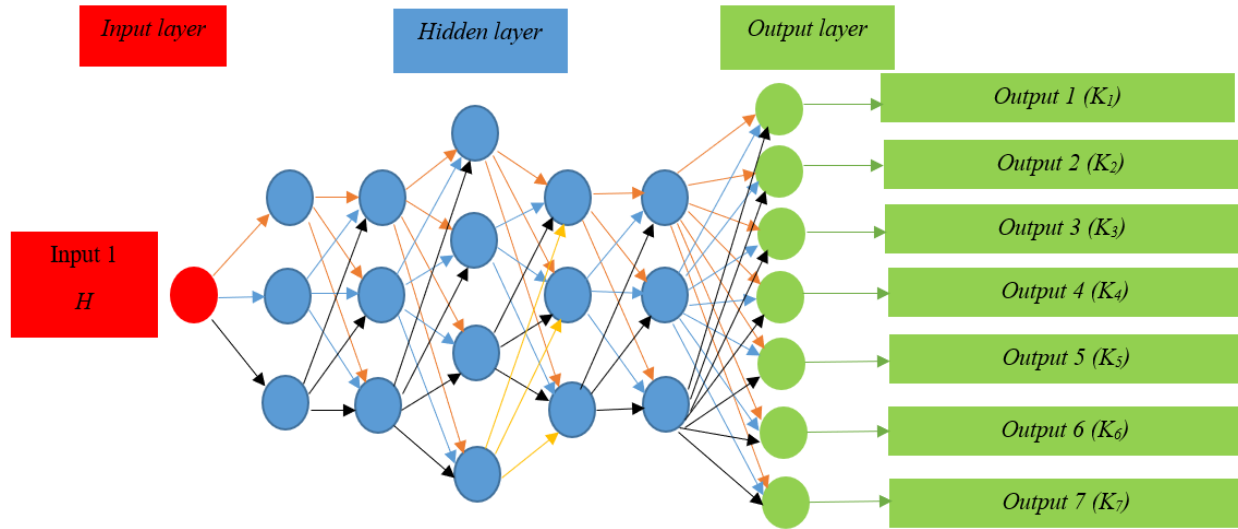 Input layer
Hidden layer
Output layer
Input 1
H
Output 1 (K₁)
Output 2 (K₂)
Output 3 (K₃)
Output 4 (K₄)
Output 5 (K₅)
Output 6 (K₆)
Output 7 (K₇)